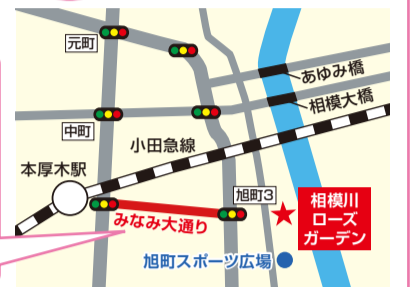 元町
あゆみ橋
相模大橋
中町
小田急線
本厚木駅
旭町3
相模川
ローズ
ガーデン
みなみ大通り
旭町スポーツ広場